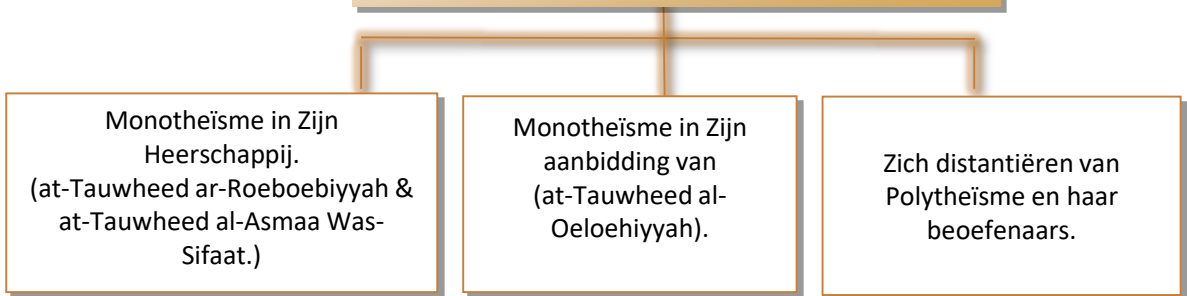 Monotheïsme in Zijn
Heerschappij.
(at-Tauwheed ar-Roeboebiyyah &
at-Tauwheed al-Asmaa Was-
Sifaat.)
Monotheïsme in Zijn
aanbidding van
(at-Tauwheed al-
Oeloehiyyah).
Zich distantiëren van
Polytheïsme en haar
beoefenaars.